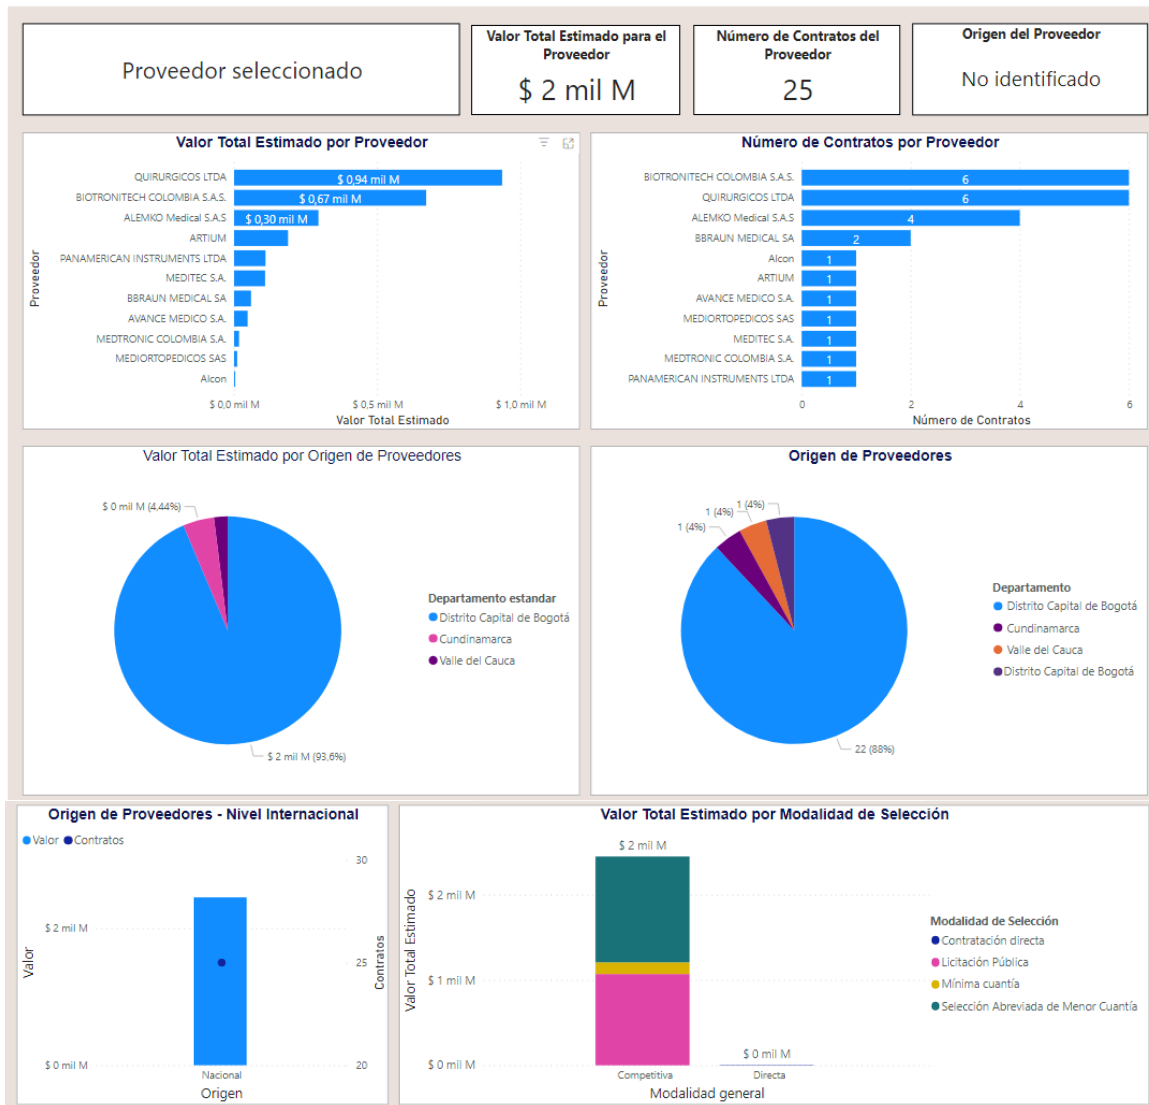 Proveedor seleccionado
Valor Total Estimado para el
Proveedor
$ 2 mil M
Número de Contratos del
Proveedor
25
Origen del Proveedor
No identificado
Valor Total Estimado por Proveedor
Proveedor
QUIRURGICOS LTDA
$ 0,94 mil M
BIOTRONITECH COLOMBIA S.A.S.
$ 0,67 mil M
ALEMKO Medical S.A.S
$ 0,30 mil M
ARTIUM
PANAMERICAN INSTRUMENTS LTDA
MEDITEC S.A.
BBRAUN MEDICAL SA
AVANCE MEDICO S.A.
MEDTRONIC COLOMBIA S.A.
MEDIORTOPEDICOS SAS
Alcon
$ 0,0 mil M
$ 0,5 mil M
$ 1,0 mil M
Valor Total Estimado
Número de Contratos por Proveedor
Proveedor
BIOTRONITECH COLOMBIA S.A.S.
6
QUIRURGICOS LTDA
6
ALEMKO Medical S.A.S
4
BBRAUN MEDICAL SA
2
Alcon
1
ARTIUM
1
AVANCE MEDICO S.A.
1
MEDIORTOPEDICOS SAS
1
MEDITEC S.A.
1
MEDTRONIC COLOMBIA S.A.
1
PANAMERICAN INSTRUMENTS LTDA
1
0
2
4
6
Número de Contratos
Valor Total Estimado por Origen de Proveedores
$ 0 mil M (4,44%)
$ 2 mil M (93,6%)
Departamento estandar
Distrito Capital de Bogotá
Cundinamarca
Valle del Cauca
Origen de Proveedores
1 (4%)
1 (4%)
1 (4%)
22 (88%)
Departamento
Distrito Capital de Bogotá
Cundinamarca
Valle del Cauca
Distrito Capital de Bogotá
Origen de Proveedores - Nivel Internacional
Valor
Contratos
Valor
$ 2 mil M
$ 0 mil M
30
25
20
Contratos
Nacional
Origen
Valor Total Estimado por Modalidad de Selección
Valor Total Estimado
$ 2 mil M
$ 2 mil M
$ 1 mil M
$ 0 mil M
$ 0 mil M
Competitiva
Directa
Modalidad general
Modalidad de Selección
Contratación directa
Licitación Pública
Mínima cuantía
Selección Abreviada de Menor Cuantía